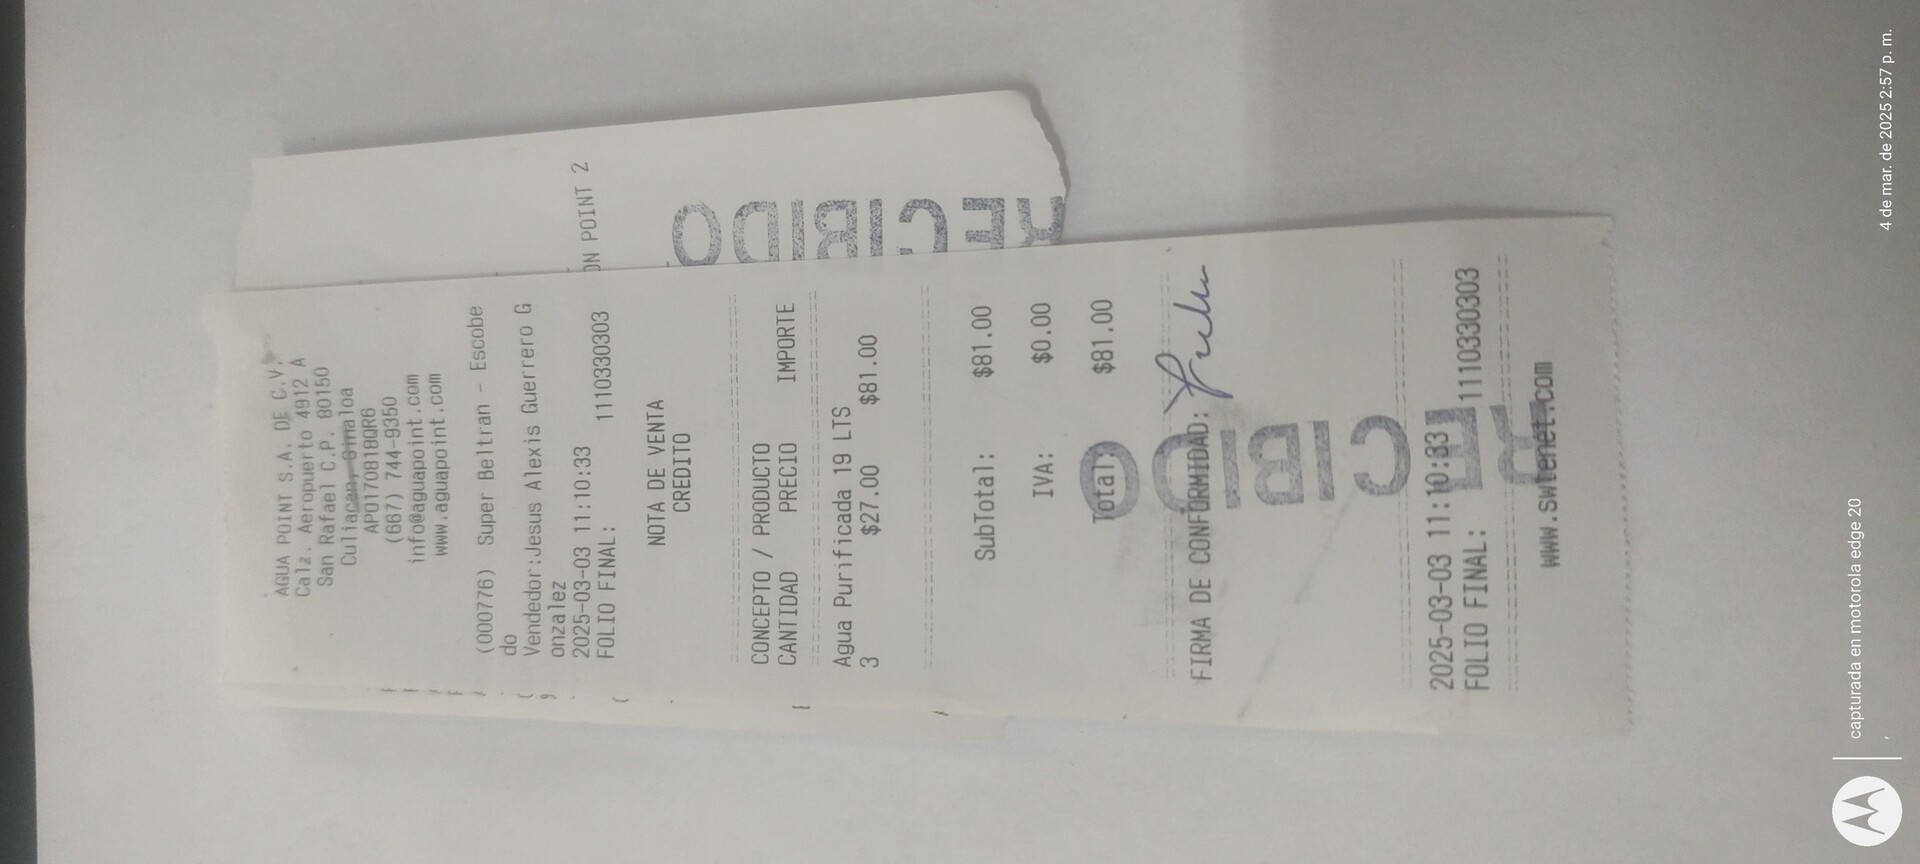 AGUA POINT S.A. DE C.V.
Calz. Aeropuerto 4912 A
San Rafael C.P. 80150
Culiacan, Sinaloa
APO170818QR6
(667) 744-9350
info@aguapoint.com
www.aguapoint.com
(000776) Super Beltran - Escobe
do
Vendedor:Jesus Alexis Guerrero G
onzalez
2025-03-03 11:10:33
FOLIO FINAL: 1110330303
NOTA DE VENTA
CREDITO
CONCEPTO / PRODUCTO
CANTIDAD PRECIO IMPORTE
Agua Purificada 19 LTS
3 $27.00 $81.00
SubTotal: $81.00
IVA: $0.00
Total: $81.00
FIRMA DE CONFORMIDAD:
RECIBIDO
2025-03-03 11:10:33
FOLIO FINAL: 1110330303
www.swtenet.com
ON POINT 2
RECIBIDO
capturada en motorola edge 20
4 de mar. de 2025 2:57 p. m.